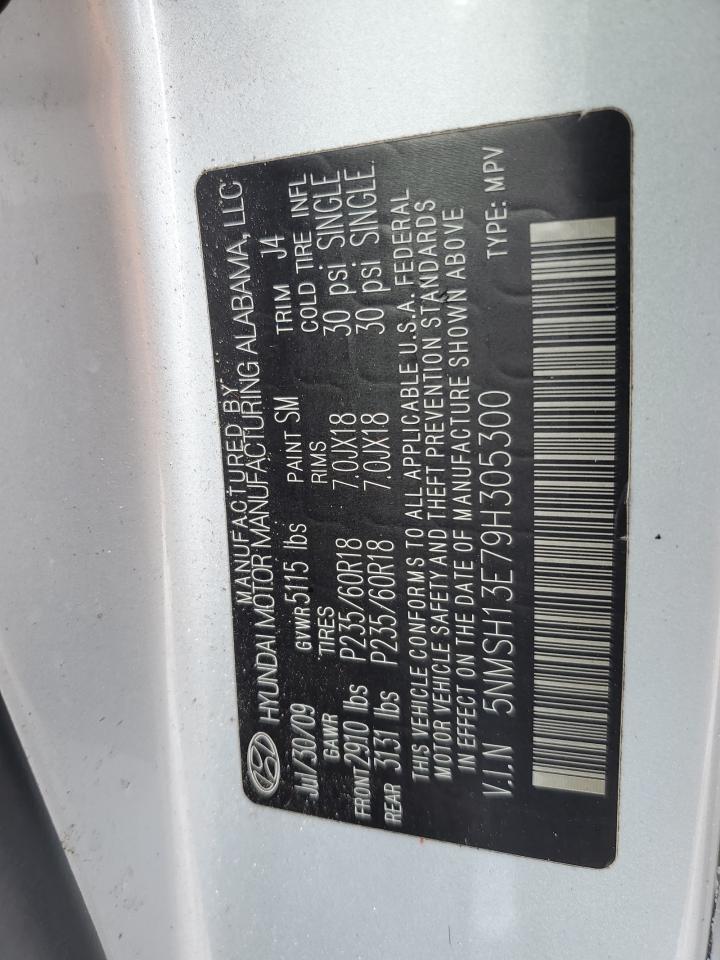 MANUFACTURED BY
HYUNDAI MOTOR MANUFACTURING ALABAMA, LLC
JUL/30/09 GVWR 5115 lbs PAINT SM TRIM J4
GAWR TIRES RIMS COLD TIRE INFL
FRONT 2910 lbs P235/60R18 7.0JX18 30 psi SINGLE
REAR 3131 lbs P235/60R18 7.0JX18 30 psi SINGLE
THIS VEHICLE CONFORMS TO ALL APPLICABLE U.S.A. FEDERAL
MOTOR VEHICLE SAFETY AND THEFT PREVENTION STANDARDS
IN EFFECT ON THE DATE OF MANUFACTURE SHOWN ABOVE
V.I.N 5NMSH13E79H305300 TYPE: MPV